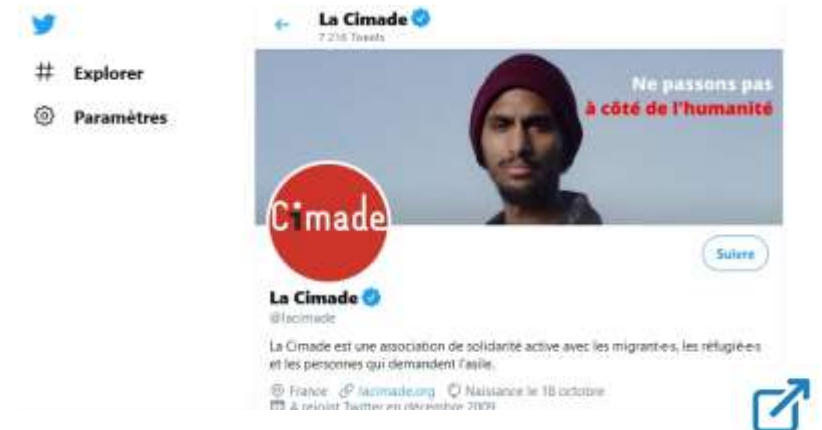 La Cimade
7 216 Tweets
Explorer
Paramètres
Ne passons pas
à côté de l'humanité
Cimade
Suivre
La Cimade
@lacimade
La Cimade est une association de solidarité active avec les migrant·e·s, les réfugié·e·s
et les personnes qui demandent l'asile.
France lacimade.org Naissance le 18 octobre
A rejoint Twitter en décembre 2009